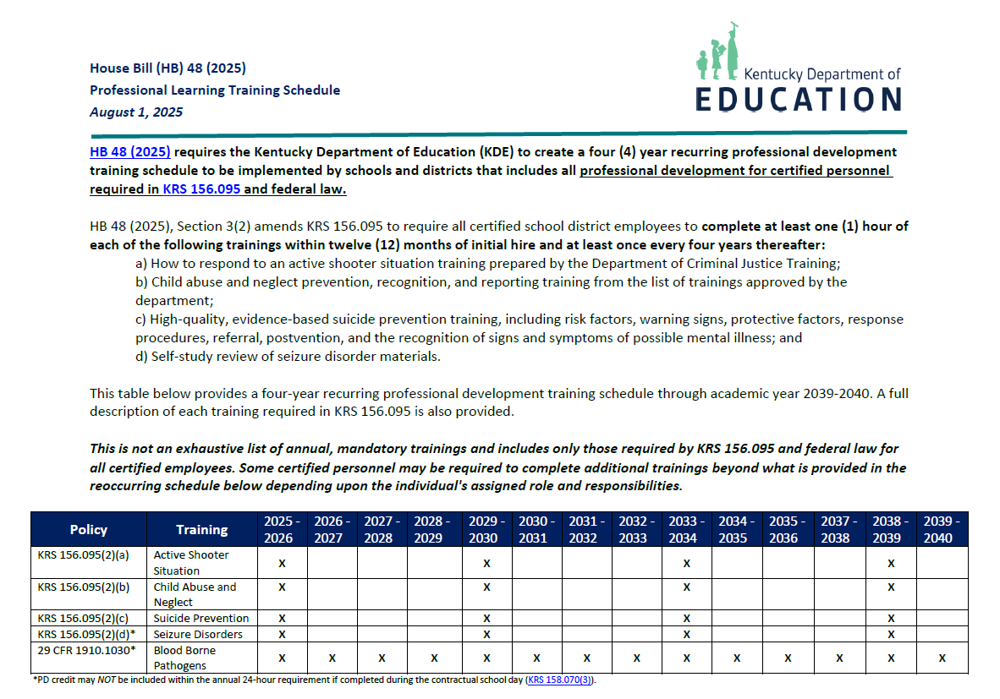 House Bill (HB) 48 (2025)
Professional Learning Training Schedule
August 1, 2025
Kentucky Department of
EDUCATION
HB 48 (2025) requires the Kentucky Department of Education (KDE) to create a four (4) year recurring professional development
training schedule to be implemented by schools and districts that includes all professional development for certified personnel
required in KRS 156.095 and federal law.
HB 48 (2025), Section 3(2) amends KRS 156.095 to require all certified school district employees to complete at least one (1) hour of
each of the following trainings within twelve (12) months of initial hire and at least once every four years thereafter:
a) How to respond to an active shooter situation training prepared by the Department of Criminal Justice Training;
b) Child abuse and neglect prevention, recognition, and reporting training from the list of trainings approved by the
department;
c) High-quality, evidence-based suicide prevention training, including risk factors, warning signs, protective factors, response
procedures, referral, postvention, and the recognition of signs and symptoms of possible mental illness; and
d) Self-study review of seizure disorder materials.
This table below provides a four-year recurring professional development training schedule through academic year 2039-2040. A full
description of each training required in KRS 156.095 is also provided.
This is not an exhaustive list of annual, mandatory trainings and includes only those required by KRS 156.095 and federal law for
all certified employees. Some certified personnel may be required to complete additional trainings beyond what is provided in the
reoccurring schedule below depending upon the individual's assigned role and responsibilities.
Policy Training 2025 - 2026 2026 - 2027 2027 - 2028 2028 - 2029 2029 - 2030 2030 - 2031 2031 - 2032 2032 - 2033 2033 - 2034 2034 - 2035 2035 - 2036 2037 - 2038 2038 - 2039 2039 - 2040
KRS 156.095(2)(a) Active Shooter Situation X X X X
KRS 156.095(2)(b) Child Abuse and Neglect X X X X
KRS 156.095(2)(c) Suicide Prevention X X X X
KRS 156.095(2)(d)* Seizure Disorders X X X X
29 CFR 1910.1030* Blood Borne Pathogens X X X X X X X X X X X X X X
*PD credit may NOT be included within the annual 24-hour requirement if completed during the contractual school day (KRS 158.070(3)).